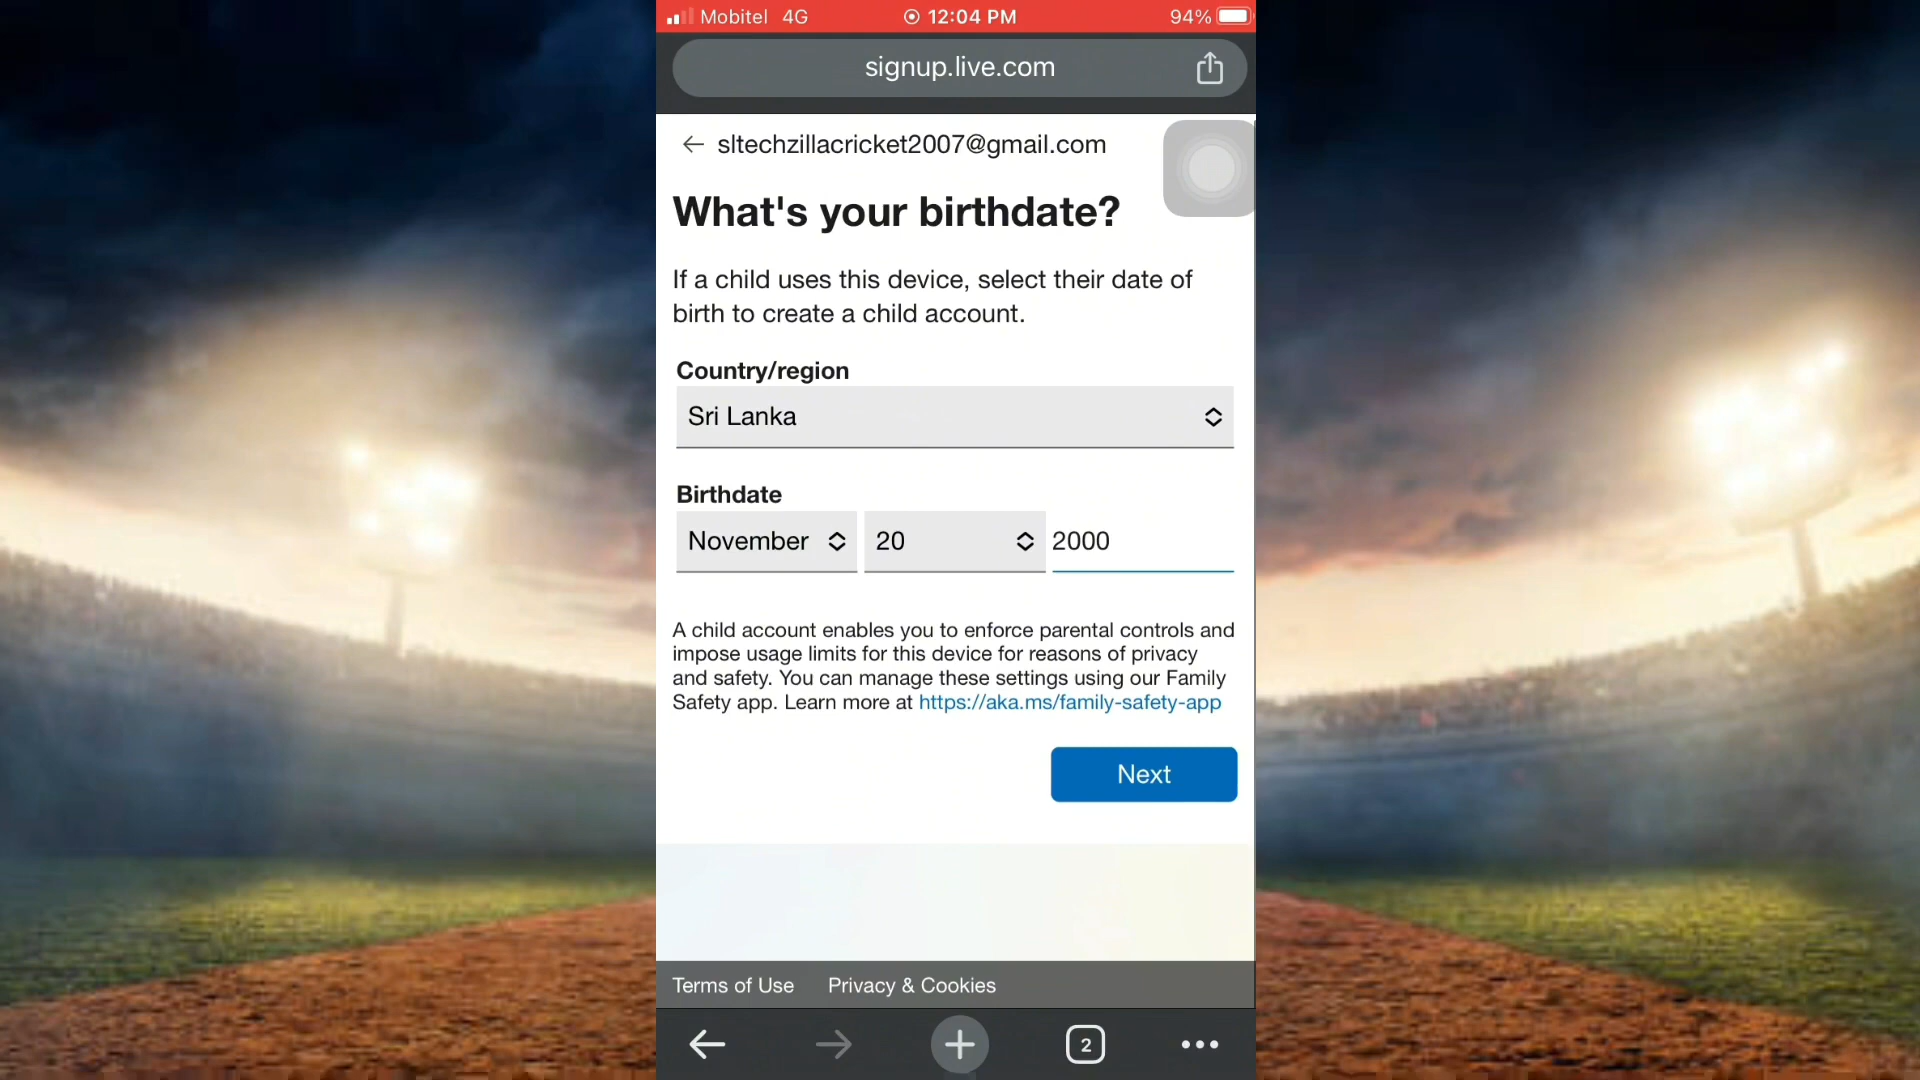 Mobitel 4G 12:04 PM 94%
signup.live.com
sltechzillacricket2007@gmail.com
What's your birthdate?
If a child uses this device, select their date of
birth to create a child account.
Country/region
Sri Lanka
Birthdate
November 20 2000
A child account enables you to enforce parental controls and
impose usage limits for this device for reasons of privacy
and safety. You can manage these settings using our Family
Safety app. Learn more at https://aka.ms/family-safety-app
Next
Terms of Use Privacy & Cookies
2